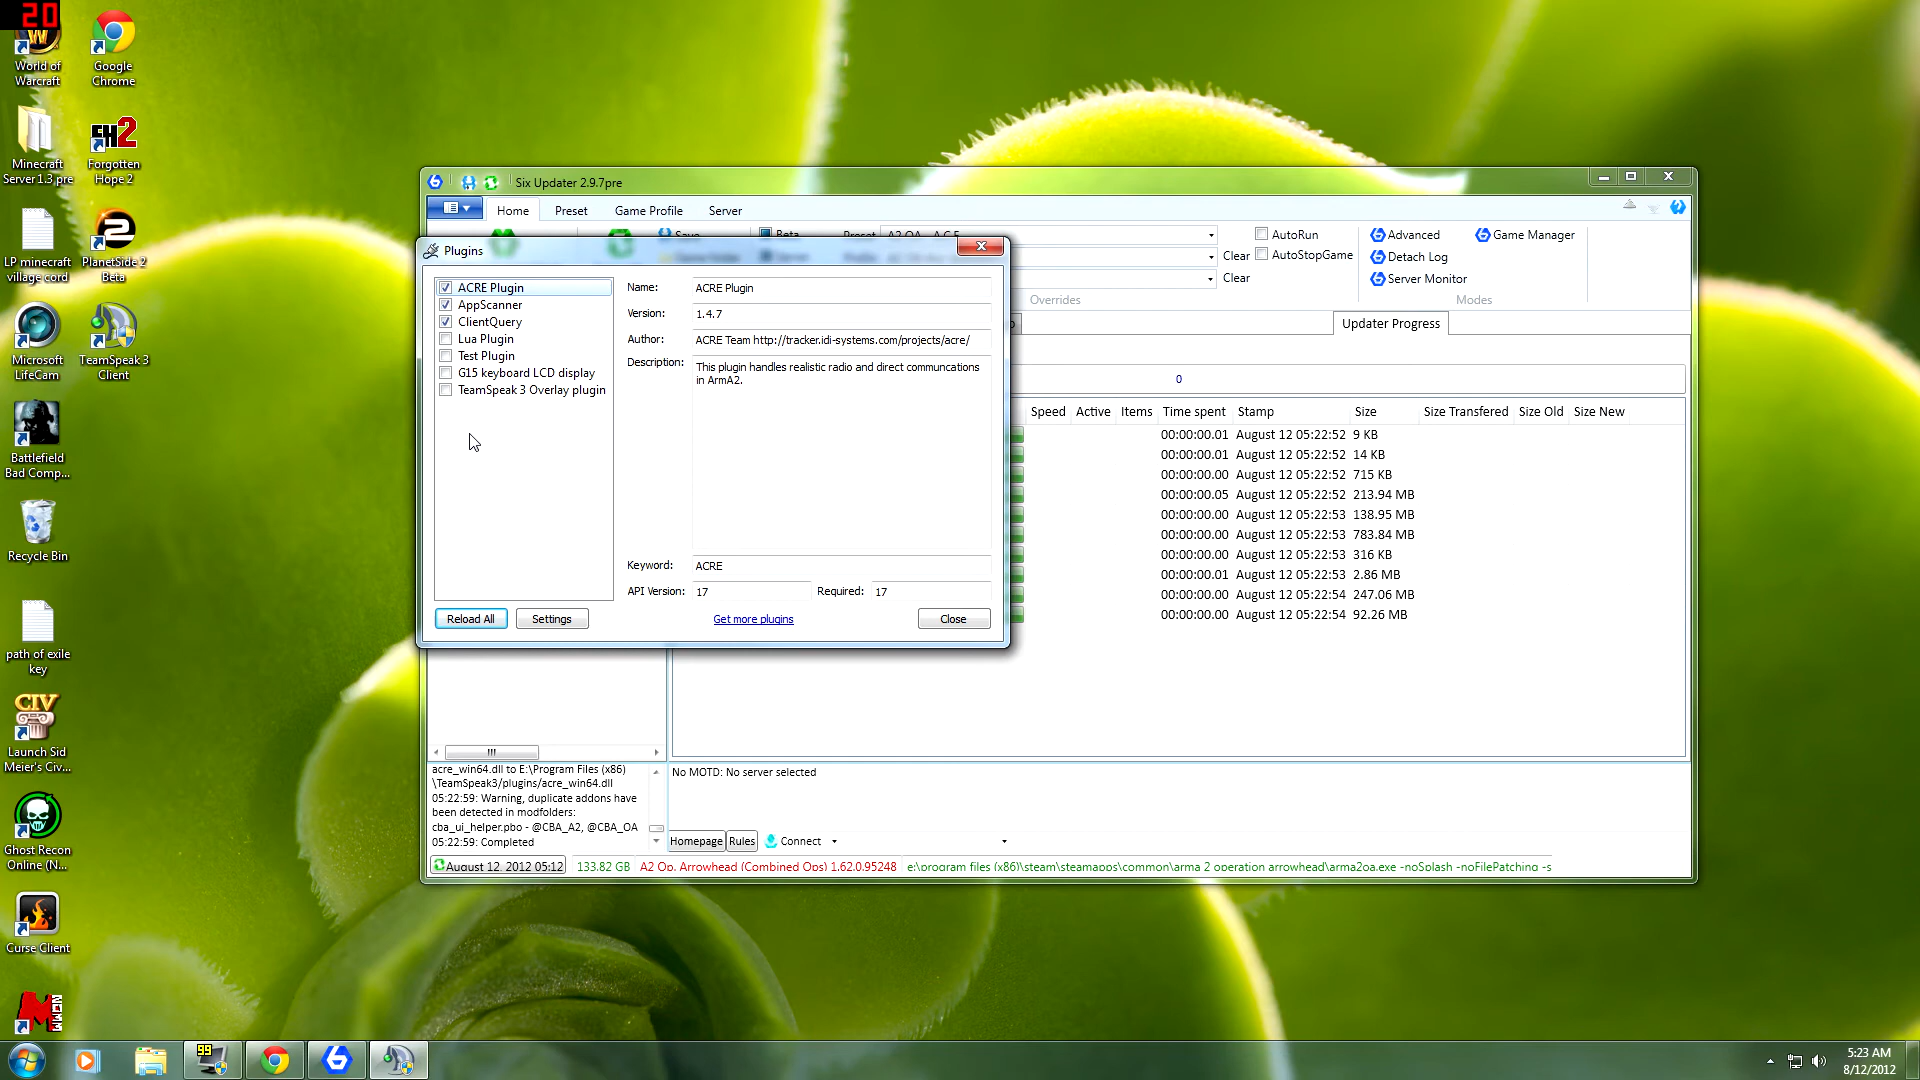 20
World of
Warcraft
Google
Chrome
Minecraft
Server1.3.pre
FH2
Forgotten
Hope 2
LP minecraft
village cord
PlanetSide 2
Beta
Microsoft
LifeCam
TeamSpeak 3
Client
Battlefield
Bad Comp...
Recycle Bin
path of exile
key
CIV
Launch Sid
Meier's Civ...
Ghost Recon
Online (N...
Curse Client
Six Updater 2.9.7pre
Home Preset Game Profile Server
Save Beta Preset
AutoRun
AutoStopGame
Clear
Clear
Overrides
Advanced
Detach Log
Server Monitor
Game Manager
Modes
Updater Progress
0
Speed Active Items Time spent Stamp Size Size Transfered Size Old Size New
00:00:00.01 August 12 05:22:52 9 KB
00:00:00.01 August 12 05:22:52 14 KB
00:00:00.00 August 12 05:22:52 715 KB
00:00:00.05 August 12 05:22:52 213.94 MB
00:00:00.00 August 12 05:22:53 138.95 MB
00:00:00.00 August 12 05:22:53 783.84 MB
00:00:00.00 August 12 05:22:53 316 KB
00:00:00.01 August 12 05:22:53 2.86 MB
00:00:00.00 August 12 05:22:54 247.06 MB
00:00:00.00 August 12 05:22:54 92.26 MB
Plugins
ACRE Plugin
AppScanner
ClientQuery
Lua Plugin
Test Plugin
G15 keyboard LCD display
TeamSpeak 3 Overlay plugin
Name: ACRE Plugin
Version: 1.4.7
Author: ACRE Team http://tracker.idi-systems.com/projects/acre/
Description: This plugin handles realistic radio and direct communcations
in ArmA2.
Keyword: ACRE
API Version: 17 Required: 17
Reload All Settings Get more plugins Close
acre_win64.dll to E:\Program Files (x86)
\TeamSpeak3/plugins/acre_win64.dll
05:22:59: Warning, duplicate addons have
been detected in modfolders:
cba_ui_helper.pbo - @CBA_A2, @CBA_OA
05:22:59: Completed
No MOTD: No server selected
Homepage Rules Connect
August 12, 2012 05:12 133.82 GB A2 Op. Arrowhead (Combined Ops) 1.62.0.95248 e:\program files (x86)\steam\steamapps\common\arma 2 operation arrowhead\arma2oa.exe -noSplash -noFilePatching -s
99
5:23 AM
8/12/2012